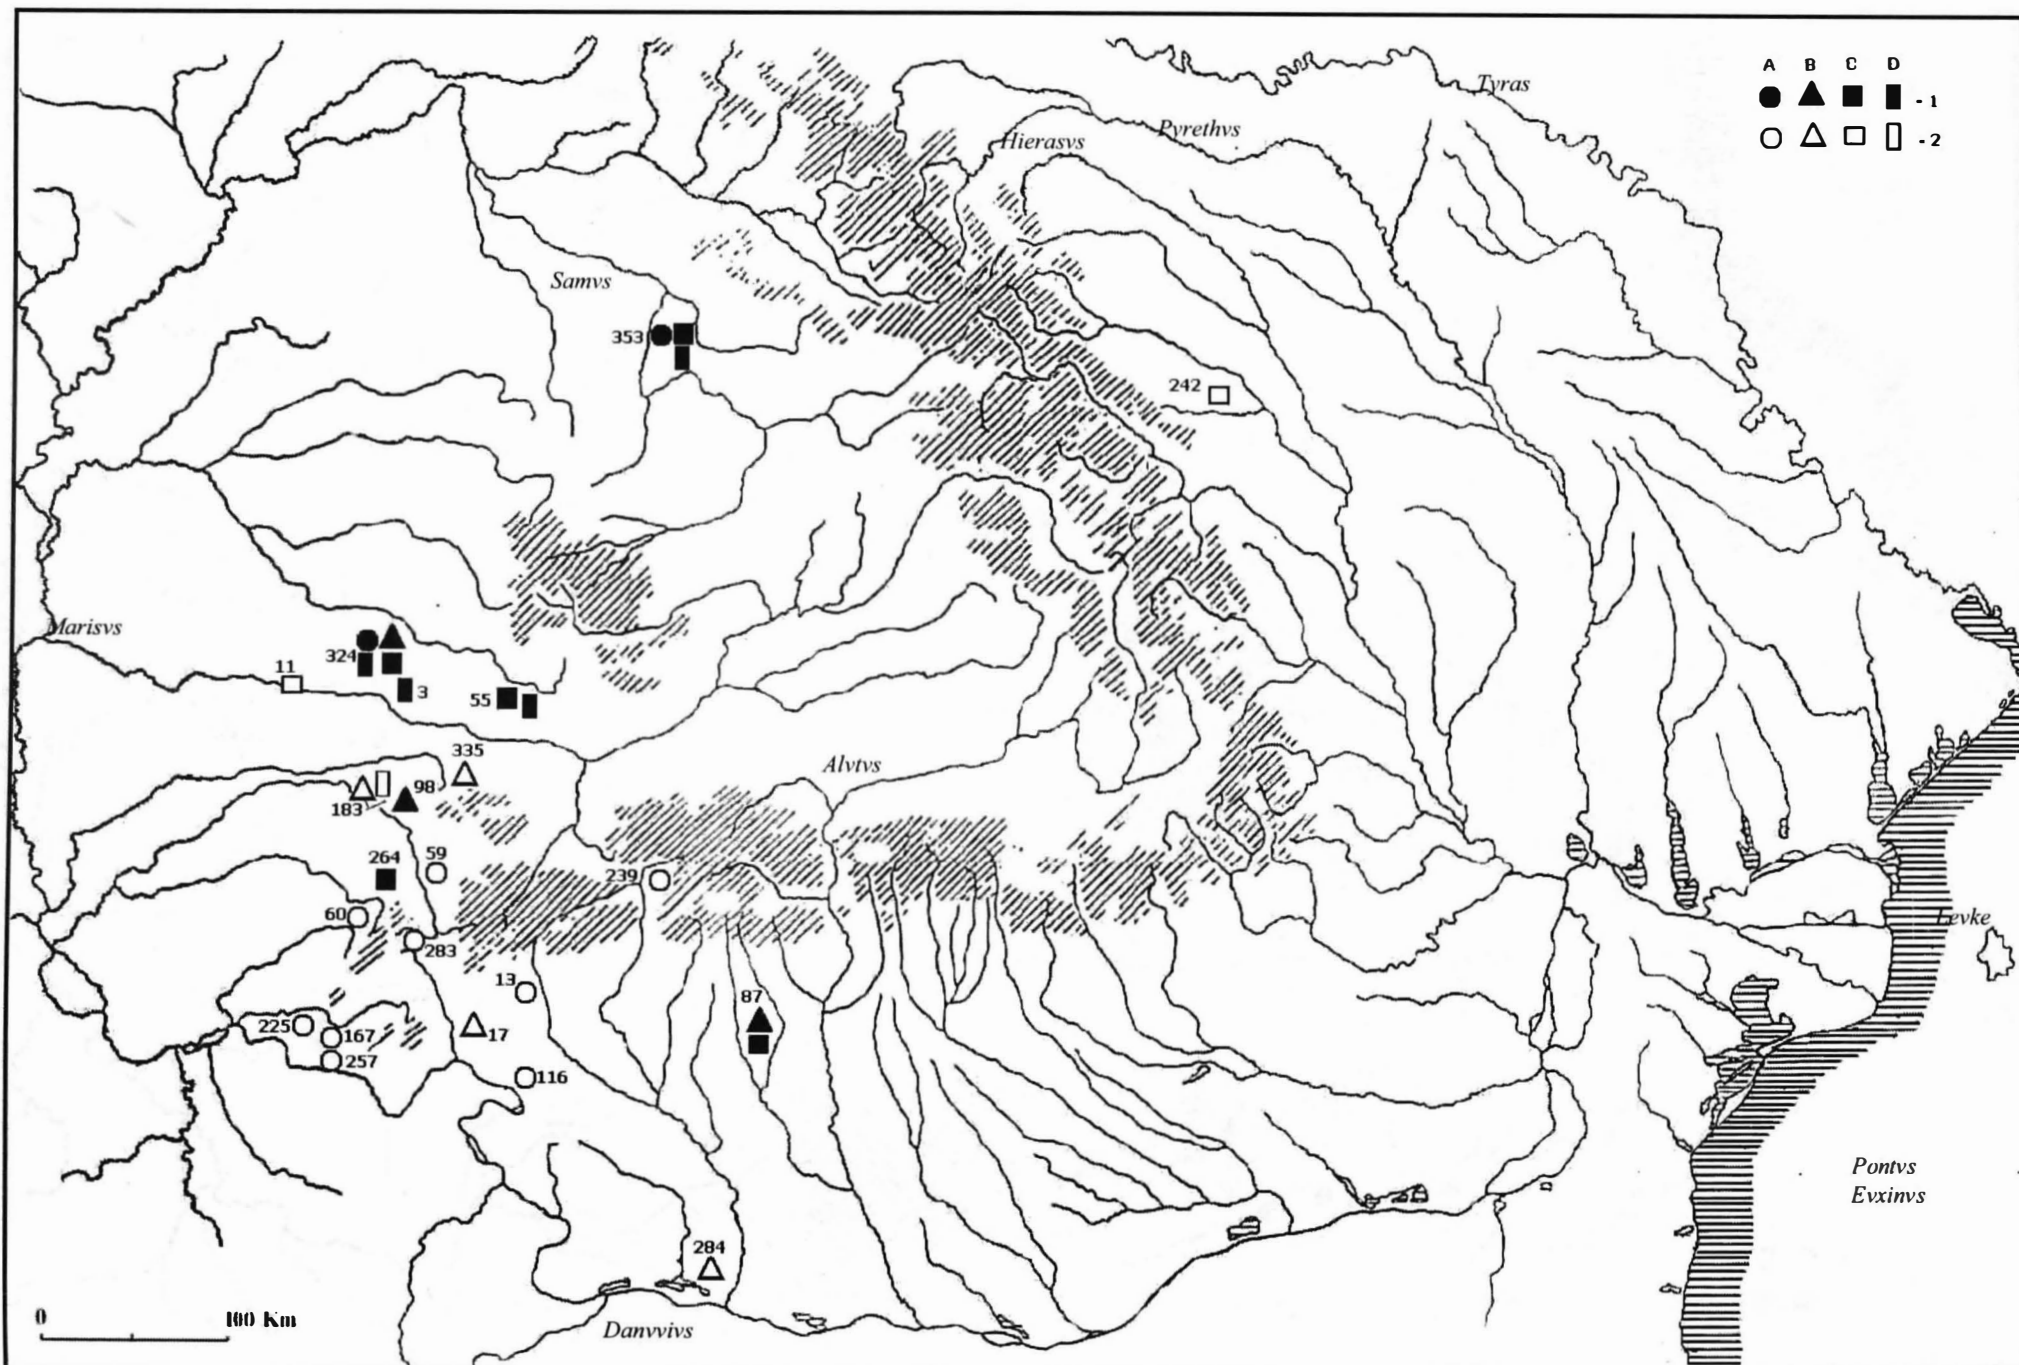 A B C D
- 1
- 2
Tyras
Pyrethvs
Hierasvs
Samvs
353
242
Marisvs
324
11
3
55
335
98
183
Alvtvs
264
59
239
60
283
Levke
13
87
225
167
17
257
116
Pontvs
Evxinvs
284
0
100 Km
Danvvivs